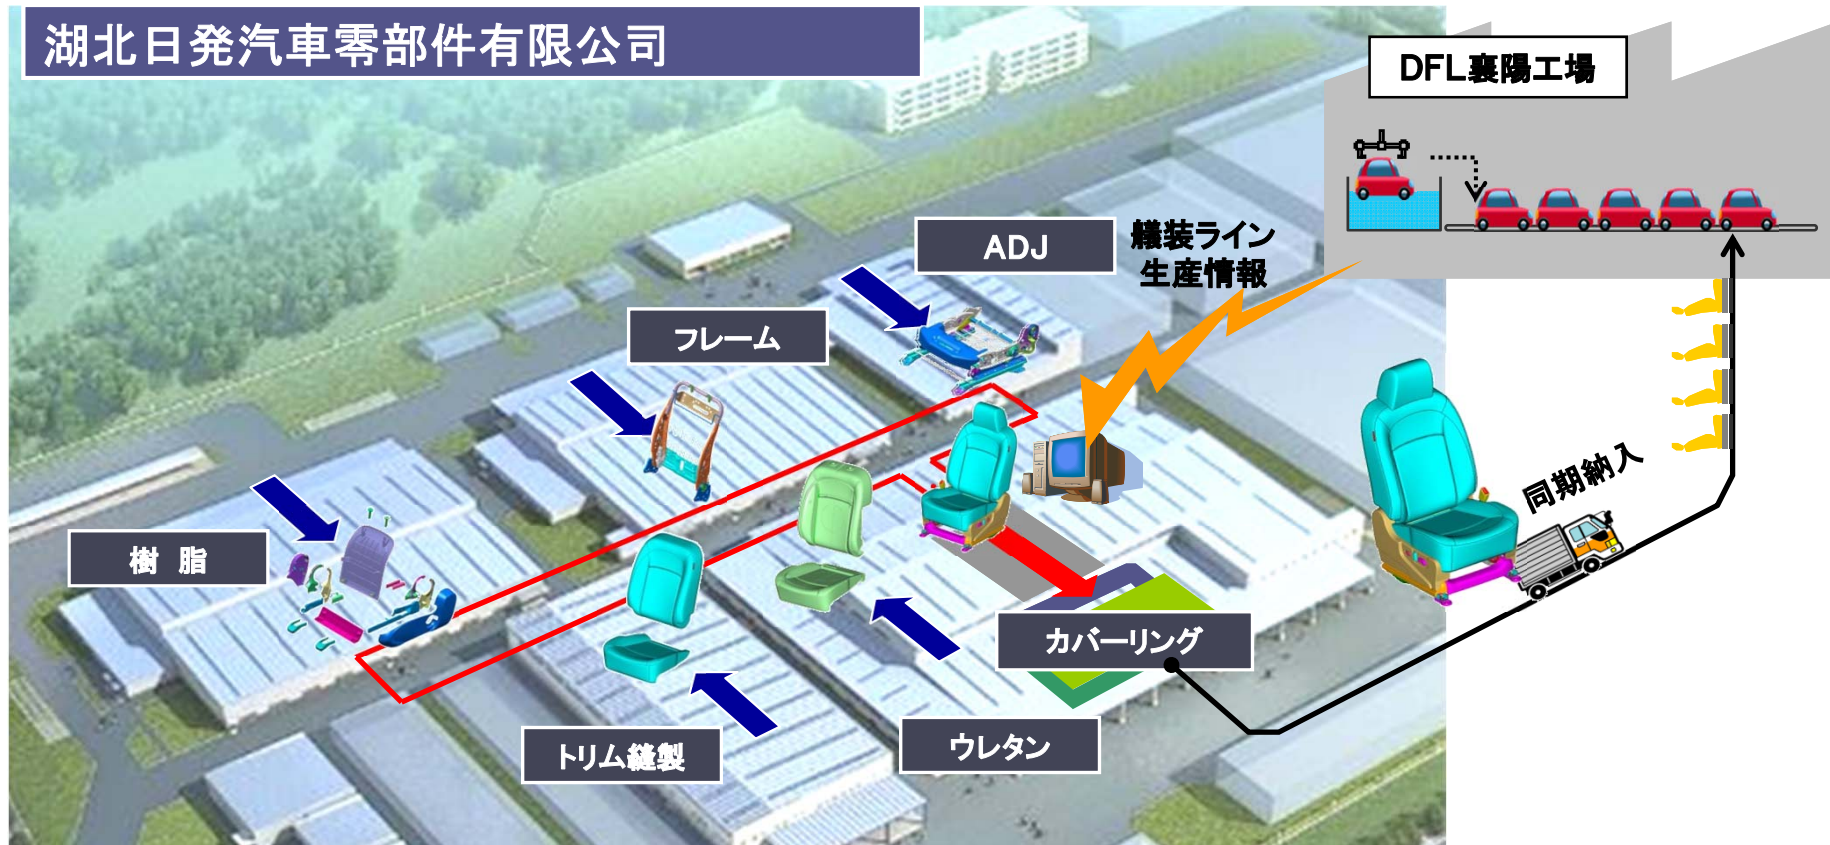 湖北日発汽車零部件有限公司
DFL襄陽工場
ADJ
艤装ライン
生産情報
フレーム
同期納入
樹 脂
カバーリング
トリム縫製
ウレタン